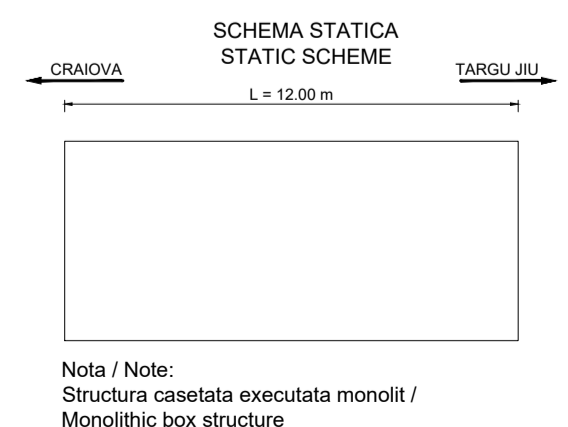 SCHEMA STATICA
STATIC SCHEME
CRAIOVA
TARGU JIU
L = 12.00 m
Nota / Note:
Structura casetata executata monolit /
Monolithic box structure